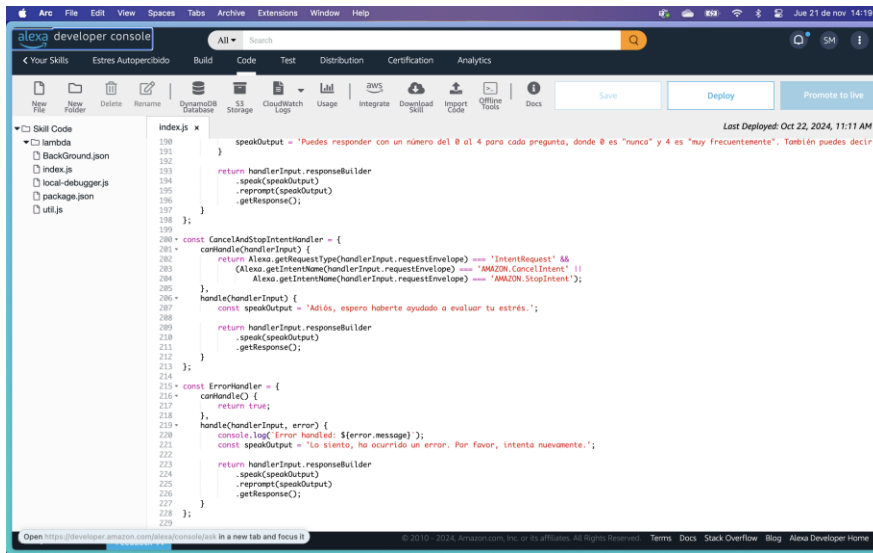 Arc File Edit View Spaces Tabs Archive Extensions Window Help Jue 21 de nov 14:19
alexa developer console All Search SM
Your Skills Estres Autopercibido Build Code Test Distribution Certification Analytics
New File New Folder Delete Rename DynamoDB Database S3 Storage CloudWatch Logs Usage aws Integrate Download Skill Import Code Offline Tools Docs Save Deploy Promote to live
Skill Code
lambda
BackGround.json
index.js
local-debugger.js
package.json
util.js
index.js x Last Deployed: Oct 22, 2024, 11:11 AM
190 speakOutput = 'Puedes responder con un número del 0 al 4 para cada pregunta, donde 0 es "nunca" y 4 es "muy frecuentemente". También puedes decir
191 }
192
193 return handlerInput.responseBuilder
194 .speak(speakOutput)
195 .reprompt(speakOutput)
196 .getResponse();
197 }
198 };
199
200 const CancelAndStopIntentHandler = {
201 canHandle(handlerInput) {
202 return Alexa.getRequestType(handlerInput.requestEnvelope) === 'IntentRequest' &&
203 (Alexa.getIntentName(handlerInput.requestEnvelope) === 'AMAZON.CancelIntent' ||
204 Alexa.getIntentName(handlerInput.requestEnvelope) === 'AMAZON.StopIntent');
205 },
206 handle(handlerInput) {
207 const speakOutput = 'Adiós, espero haberte ayudado a evaluar tu estrés.';
208
209 return handlerInput.responseBuilder
210 .speak(speakOutput)
211 .getResponse();
212 }
213 };
214
215 const ErrorHandler = {
216 canHandle() {
217 return true;
218 },
219 handle(handlerInput, error) {
220 console.log(`Error handled: ${error.message}`);
221 const speakOutput = 'Lo siento, ha ocurrido un error. Por favor, intenta nuevamente.';
222
223 return handlerInput.responseBuilder
224 .speak(speakOutput)
225 .reprompt(speakOutput)
226 .getResponse();
227 }
228 };
229
Open https://developer.amazon.com/alexa/console/ask in a new tab and focus it © 2010 - 2024, Amazon.com, Inc. or its affiliates. All Rights Reserved. Terms Docs Stack Overflow Blog Alexa Developer Home